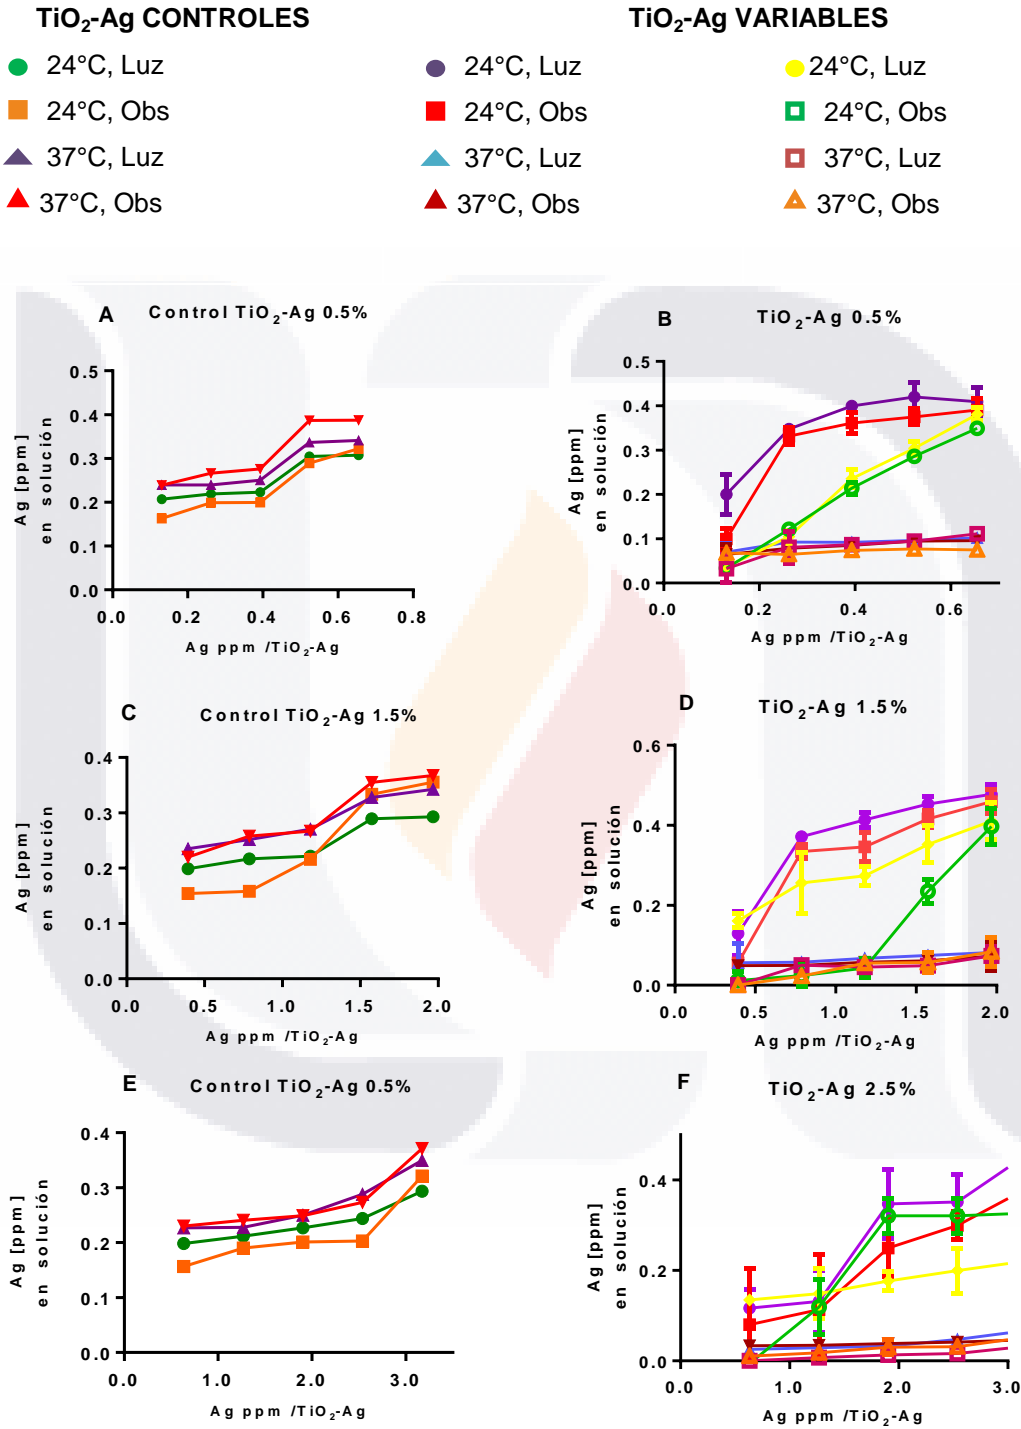 TiO2-Ag CONTROLES
TiO2-Ag VARIABLES
24°C, Luz
24°C, Luz
24°C, Luz
24°C, Obs
24°C, Obs
24°C, Obs
37°C, Luz
37°C, Luz
37°C, Luz
37°C, Obs
37°C, Obs
37°C, Obs
A
Control TiO2-Ag 0.5%
0.5
0.4
0.3
0.2
0.1
0.0
Ag [ppm]
en solución
0.0 0.2 0.4 0.6 0.8
Ag ppm /TiO2-Ag
B
TiO2-Ag 0.5%
0.5
0.4
0.3
0.2
0.1
0.0
Ag [ppm]
en solución
0.0 0.2 0.4 0.6
Ag ppm /TiO2-Ag
C
Control TiO2-Ag 1.5%
0.4
0.3
0.2
0.1
0.0
Ag [ppm]
en solución
0.0 0.5 1.0 1.5 2.0
Ag ppm /TiO2-Ag
D
TiO2-Ag 1.5%
0.6
0.4
0.2
0.0
Ag [ppm]
en solución
0.0 0.5 1.0 1.5 2.0
Ag ppm /TiO2-Ag
E
Control TiO2-Ag 0.5%
0.4
0.3
0.2
0.1
0.0
Ag [ppm]
en solución
0.0 1.0 2.0 3.0
Ag ppm /TiO2-Ag
F
TiO2-Ag 2.5%
0.4
0.2
0.0
Ag [ppm]
en solución
0.0 1.0 2.0 3.0
Ag ppm /TiO2-Ag